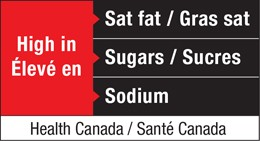 High in
Élevé en
Sat fat / Gras sat
Sugars / Sucres
Sodium
Health Canada / Santé Canada